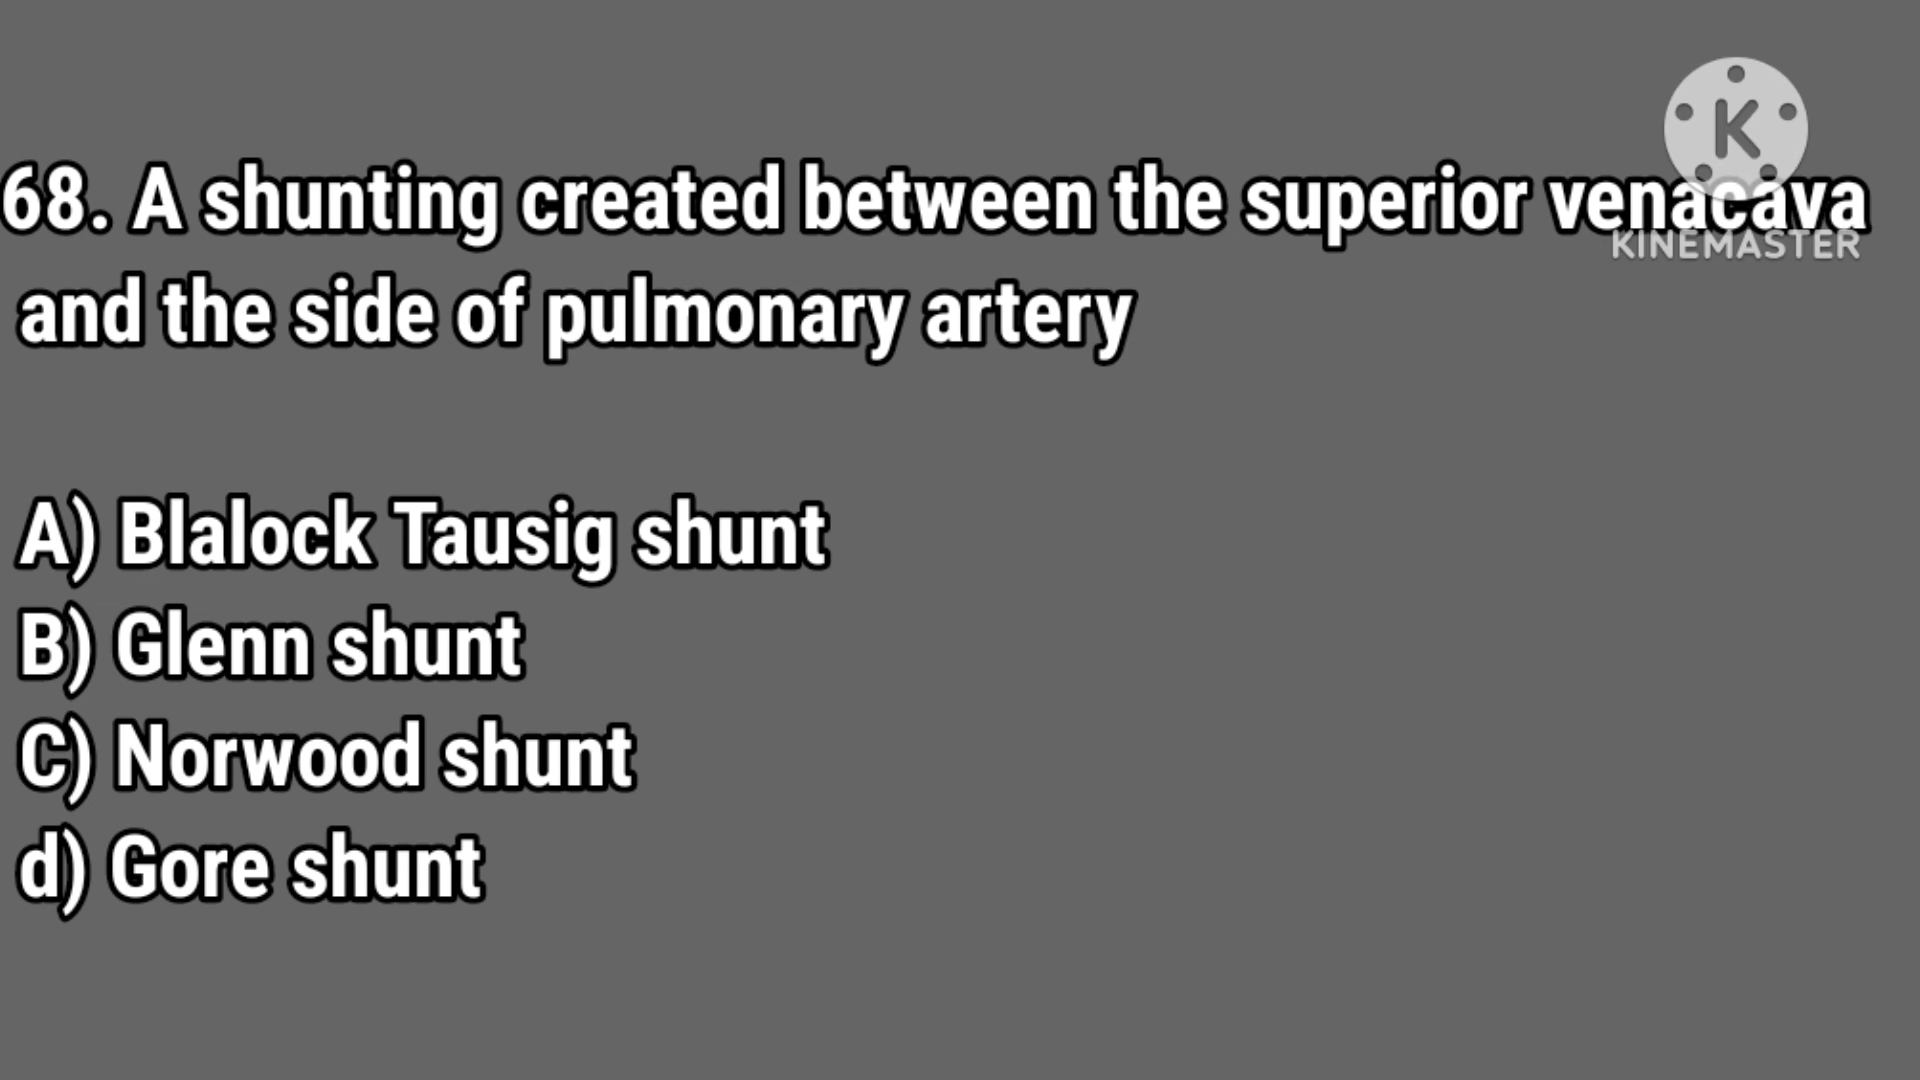 68. A shunting created between the superior venacava
and the side of pulmonary artery
A) Blalock Tausig shunt
B) Glenn shunt
C) Norwood shunt
d) Gore shunt
K
KINEMASTER